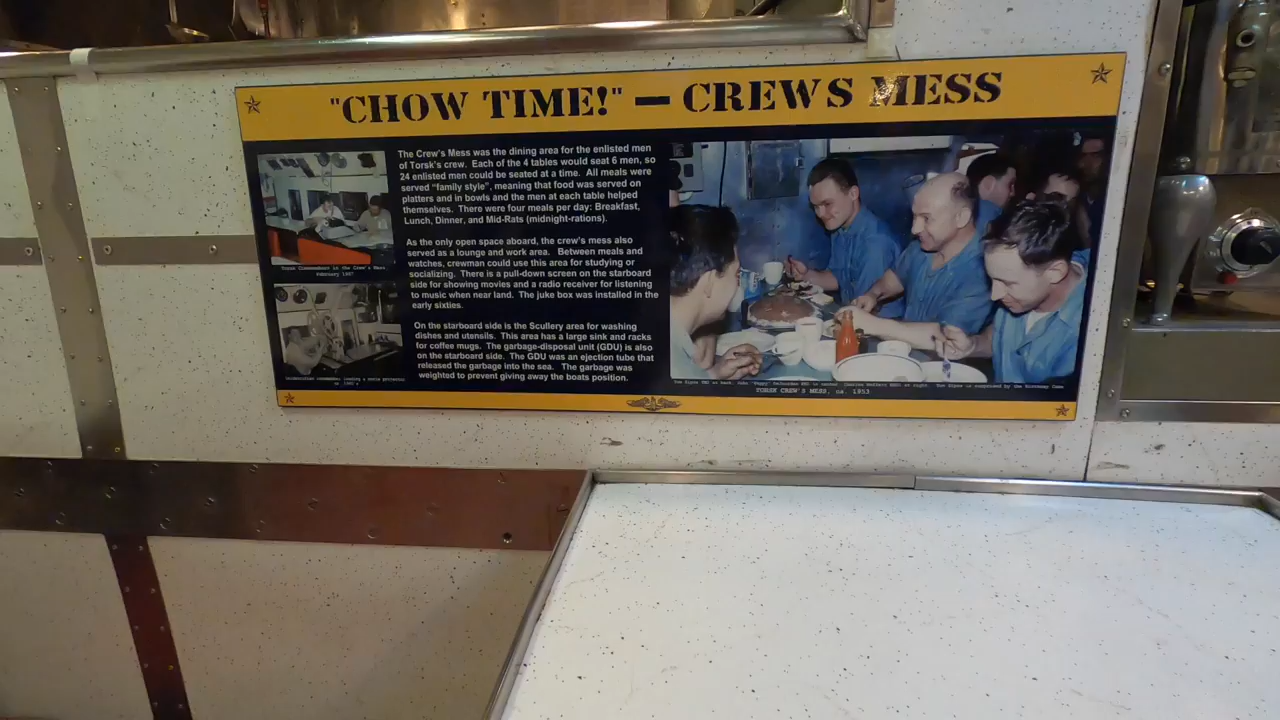 "CHOW TIME!" — CREW'S MESS
The Crew's Mess was the dining area for the enlisted men
of Torsk's crew. Each of the 4 tables would seat 6 men, so
24 enlisted men could be seated at a time. All meals were
served "family style", meaning that food was served on
platters and in bowls and the men at each table helped
themselves. There were four meals per day: Breakfast,
Lunch, Dinner, and Mid-Rats (midnight-rations).
As the only open space aboard, the crew's mess also
served as a lounge and work area. Between meals and
watches, crewman could use this area for studying or
socializing. There is a pull-down screen on the starboard
side for showing movies and a radio receiver for listening
to music when near land. The juke box was installed in the
early sixties.
On the starboard side is the Scullery area for washing
dishes and utensils. This area has a large sink and racks
for coffee mugs. The garbage-disposal unit (GDU) is also
on the starboard side. The GDU was an ejection tube that
released the garbage into the sea. The garbage was
weighted to prevent giving away the boats position.
Torsk Crewmembers in the Crew's Mess
February 1957
TORSK CREW'S MESS, ca. 1953